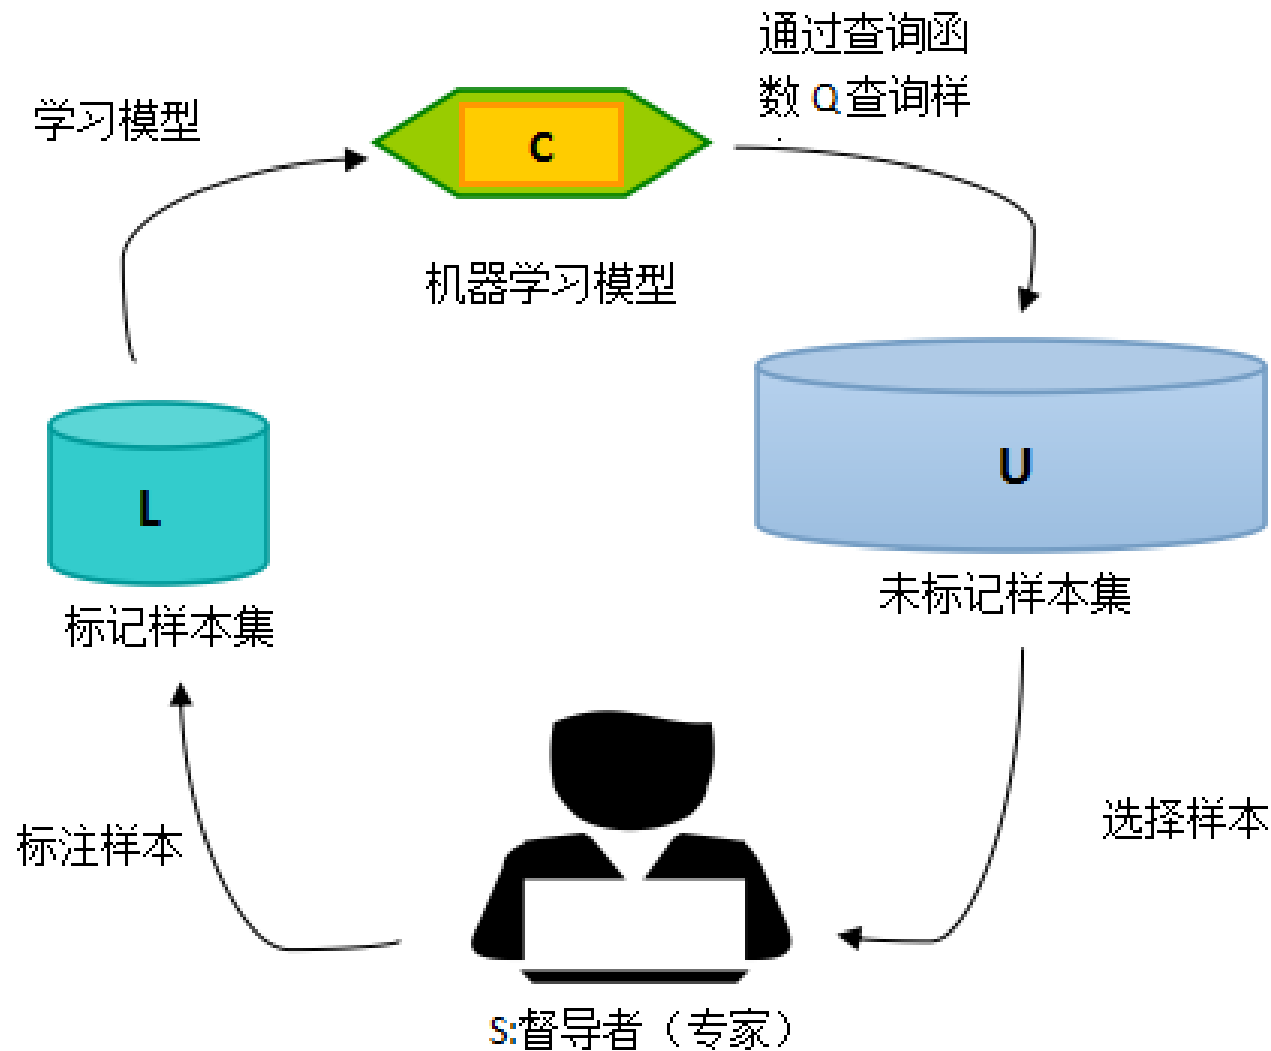 通过查询函
数 Q 查询样
学习模型
C
机器学习模型
L
U
标记样本集
未标记样本集
标注样本
选择样本
S:督导者（专家）